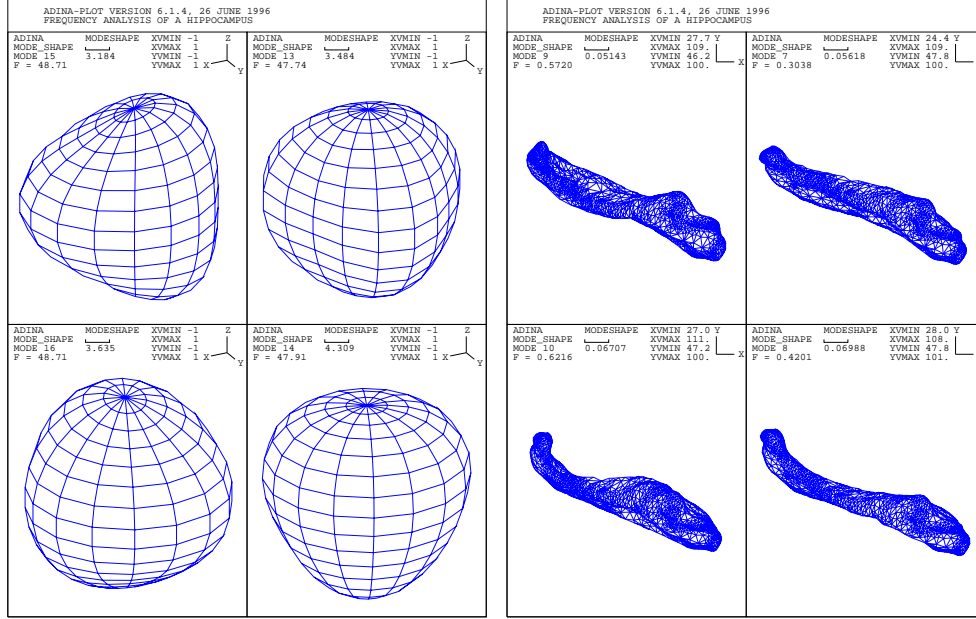 ADINA-PLOT VERSION 6.1.4, 26 JUNE 1996
FREQUENCY ANALYSIS OF A HIPPOCAMPUS
ADINA MODESHAPE XVMIN -1 Z
MODE_SHAPE XVMAX 1
MODE 15 3.184 YVMIN -1
F = 48.71 YVMAX 1 X Y
ADINA MODESHAPE XVMIN -1 Z
MODE_SHAPE XVMAX 1
MODE 13 3.484 YVMIN -1
F = 47.74 YVMAX 1 X Y
ADINA MODESHAPE XVMIN -1 Z
MODE_SHAPE XVMAX 1
MODE 16 3.635 YVMIN -1
F = 48.71 YVMAX 1 X Y
ADINA MODESHAPE XVMIN -1 Z
MODE_SHAPE XVMAX 1
MODE 14 4.309 YVMIN -1
F = 47.91 YVMAX 1 X Y
ADINA-PLOT VERSION 6.1.4, 26 JUNE 1996
FREQUENCY ANALYSIS OF A HIPPOCAMPUS
ADINA MODESHAPE XVMIN 27.7 Y
MODE_SHAPE XVMAX 109.
MODE 9 0.05143 YVMIN 46.2 X
F = 0.5720 YVMAX 100.
ADINA MODESHAPE XVMIN 24.4 Y
MODE_SHAPE XVMAX 109.
MODE 7 0.05618 YVMIN 47.8 X
F = 0.3038 YVMAX 100.
ADINA MODESHAPE XVMIN 27.0 Y
MODE_SHAPE XVMAX 111.
MODE 10 0.06707 YVMIN 47.2 X
F = 0.6216 YVMAX 100.
ADINA MODESHAPE XVMIN 28.0 Y
MODE_SHAPE XVMAX 108.
MODE 8 0.06988 YVMIN 47.8 X
F = 0.4201 YVMAX 101.